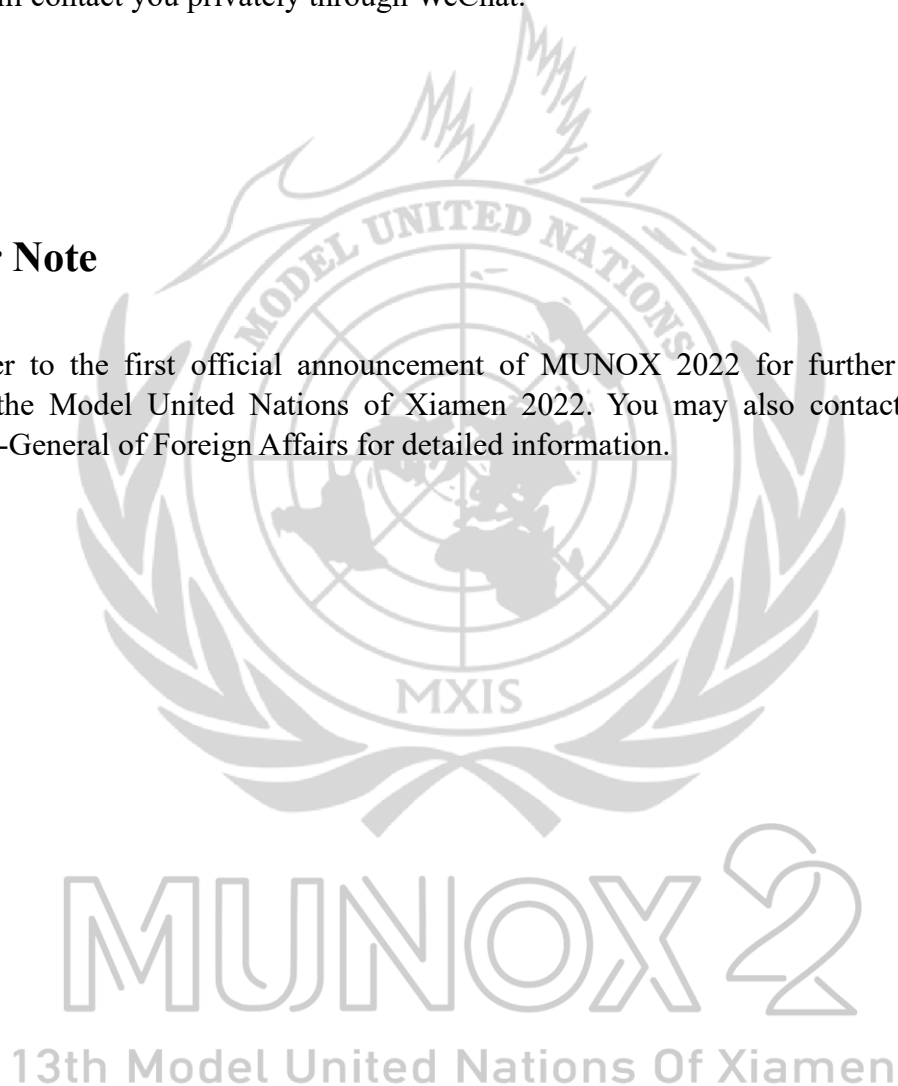 contact you privately through WeChat.
Note
to the first official announcement of MUNOX 2022 for further
the Model United Nations of Xiamen 2022. You may also contact
-General of Foreign Affairs for detailed information.
MODEL UNITED NATIONS
MXIS
MUNOX 2
13th Model United Nations Of Xiamen